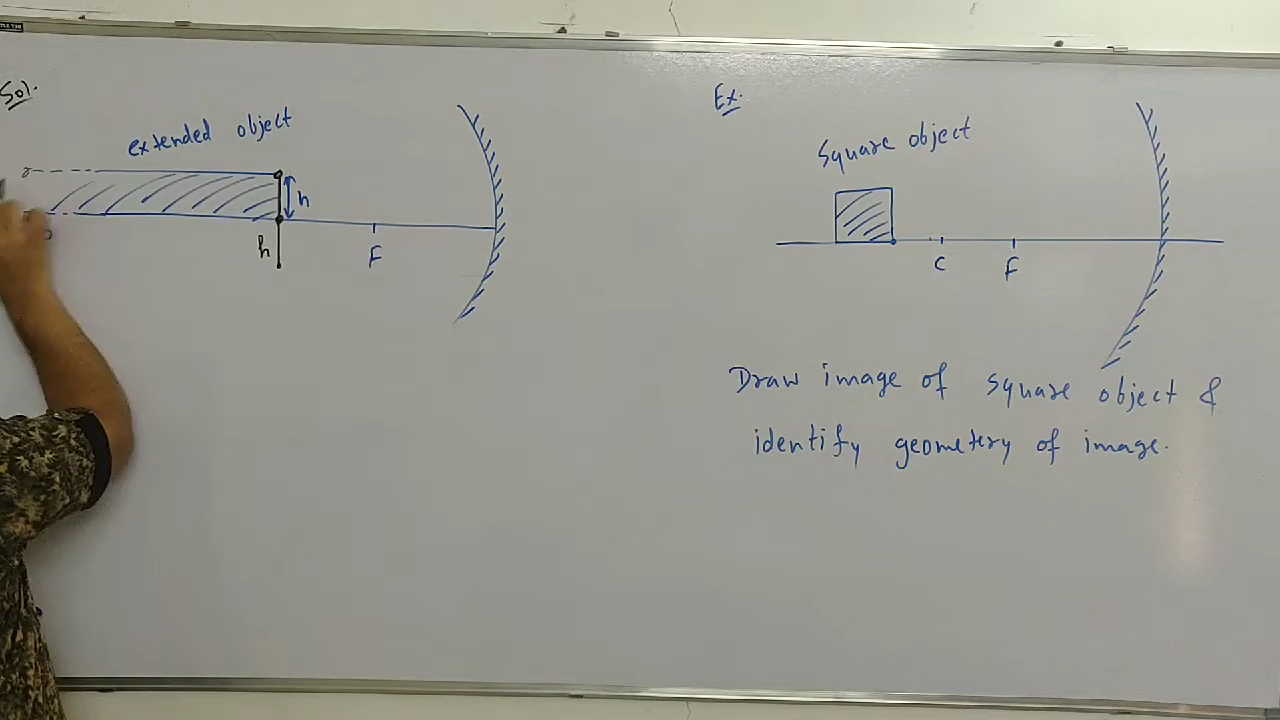 Sol.
extended object
h
h
F
Ex.
Square object
C
F
Draw image of square object &
identify geometery of image.